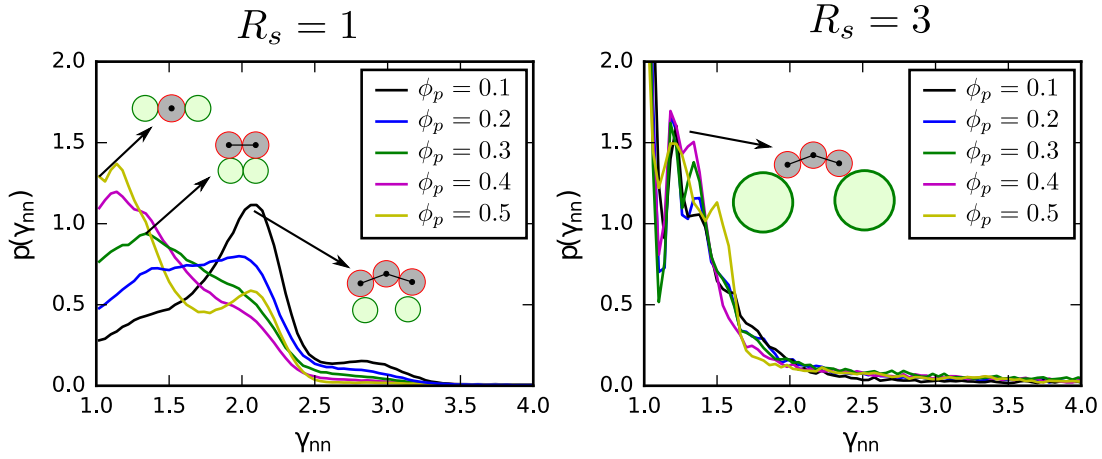 R_s = 1
2.0
1.5
1.0
0.5
0.0
p(γ_nn)
1.0 1.5 2.0 2.5 3.0 3.5 4.0
γ_nn
ϕ_p = 0.1
ϕ_p = 0.2
ϕ_p = 0.3
ϕ_p = 0.4
ϕ_p = 0.5
R_s = 3
2.0
1.5
1.0
0.5
0.0
p(γ_nn)
1.0 1.5 2.0 2.5 3.0 3.5 4.0
γ_nn
ϕ_p = 0.1
ϕ_p = 0.2
ϕ_p = 0.3
ϕ_p = 0.4
ϕ_p = 0.5